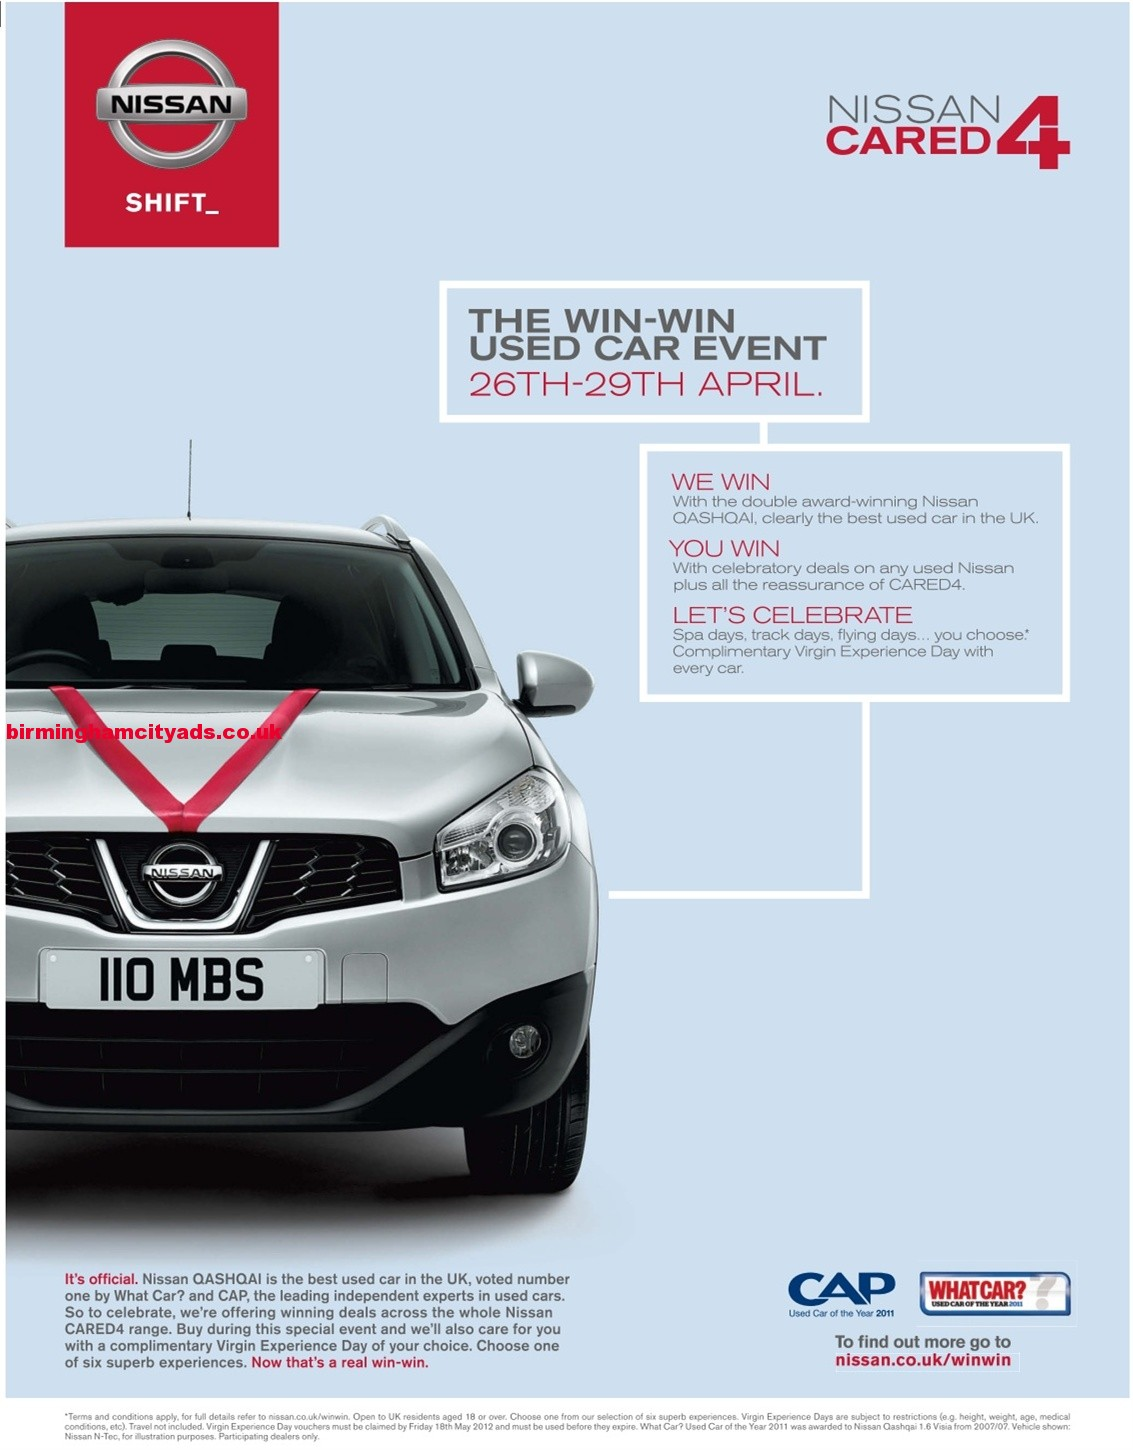 NISSAN
SHIFT_
NISSAN
CARED4
THE WIN-WIN
USED CAR EVENT
26TH-29TH APRIL.
WE WIN
With the double award-winning Nissan
QASHQAI, clearly the best used car in the UK.
YOU WIN
With celebratory deals on any used Nissan
plus all the reassurance of CARED4.
LET'S CELEBRATE
Spa days, track days, flying days... you choose.*
Complimentary Virgin Experience Day with
every car.
birminghamcityads.co.uk
NISSAN
110 MBS
It's official. Nissan QASHQAI is the best used car in the UK, voted number
one by What Car? and CAP, the leading independent experts in used cars.
So to celebrate, we're offering winning deals across the whole Nissan
CARED4 range. Buy during this special event and we'll also care for you
with a complimentary Virgin Experience Day of your choice. Choose one
of six superb experiences. Now that's a real win-win.
CAP
Used Car of the Year 2011
WHAT CAR?
USED CAR OF THE YEAR 2011
To find out more go to
nissan.co.uk/winwin
*Terms and conditions apply, for full details refer to nissan.co.uk/winwin. Open to UK residents aged 18 or over. Choose one from our selection of six superb experiences. Virgin Experience Days are subject to restrictions (e.g. height, weight, age, medical
conditions, etc). Travel not included. Virgin Experience Day vouchers must be claimed by Friday 18th May 2012 and must be used before they expire. What Car? Used Car of the Year 2011 was awarded to Nissan Qashqai 1.6 Visia from 2007/07. Vehicle shown:
Nissan N-Tec, for illustration purposes. Participating dealers only.